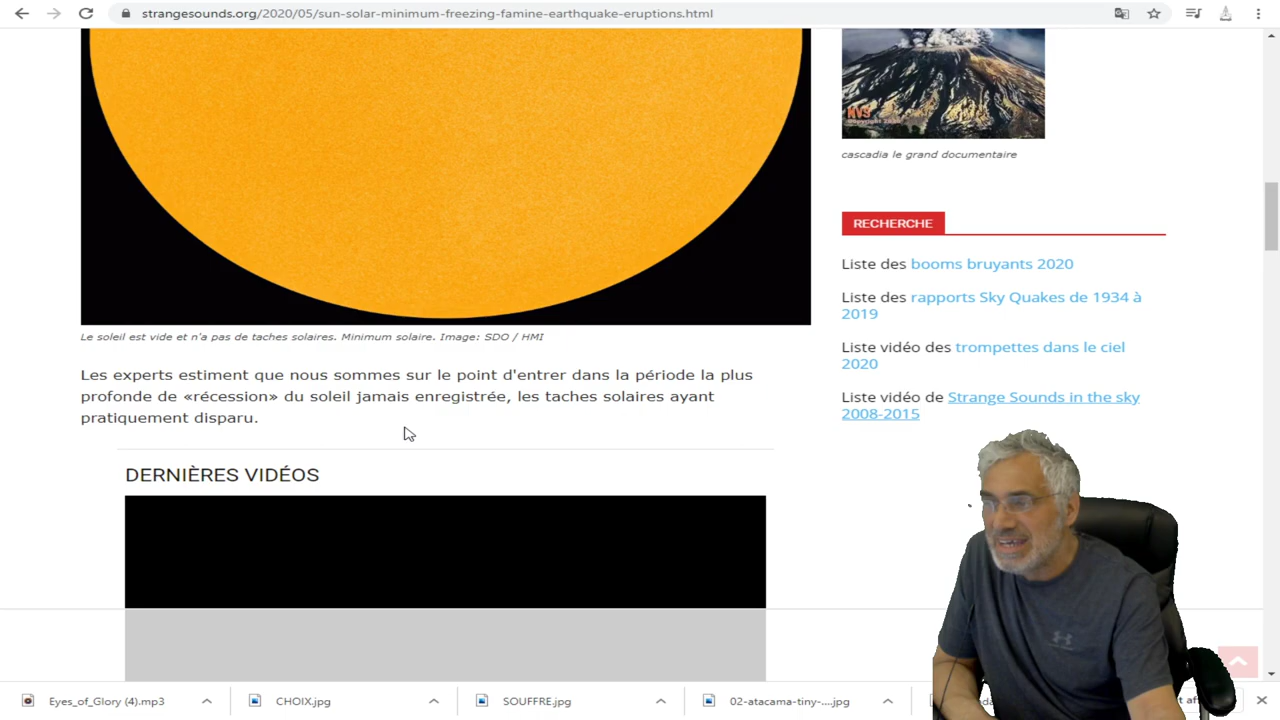 strangesounds.org/2020/05/sun-solar-minimum-freezing-famine-earthquake-eruptions.html
NVS
cascadia le grand documentaire
RECHERCHE
Liste des booms bruyants 2020
Liste des rapports Sky Quakes de 1934 à
2019
Liste vidéo des trompettes dans le ciel
2020
Liste vidéo de Strange Sounds in the sky
2008-2015
Le soleil est vide et n'a pas de taches solaires. Minimum solaire. Image: SDO / HMI
Les experts estiment que nous sommes sur le point d'entrer dans la période la plus
profonde de «récession» du soleil jamais enregistrée, les taches solaires ayant
pratiquement disparu.
DERNIÈRES VIDÉOS
Eyes_of_Glory (4).mp3
CHOIX.jpg
SOUFFRE.jpg
02-atacama-tiny-....jpg